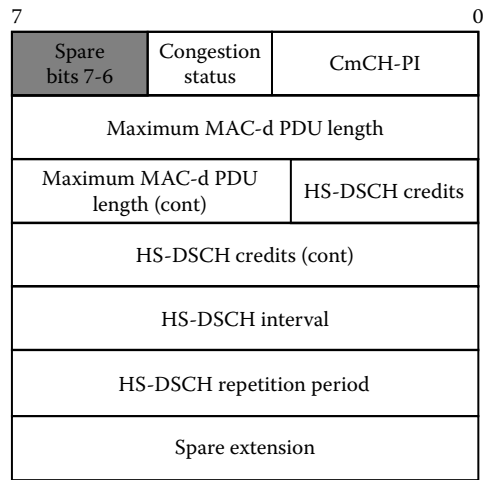 7 0
Spare
bits 7-6
Congestion
status
CmCH-PI
Maximum MAC-d PDU length
Maximum MAC-d PDU
length (cont)
HS-DSCH credits
HS-DSCH credits (cont)
HS-DSCH interval
HS-DSCH repetition period
Spare extension